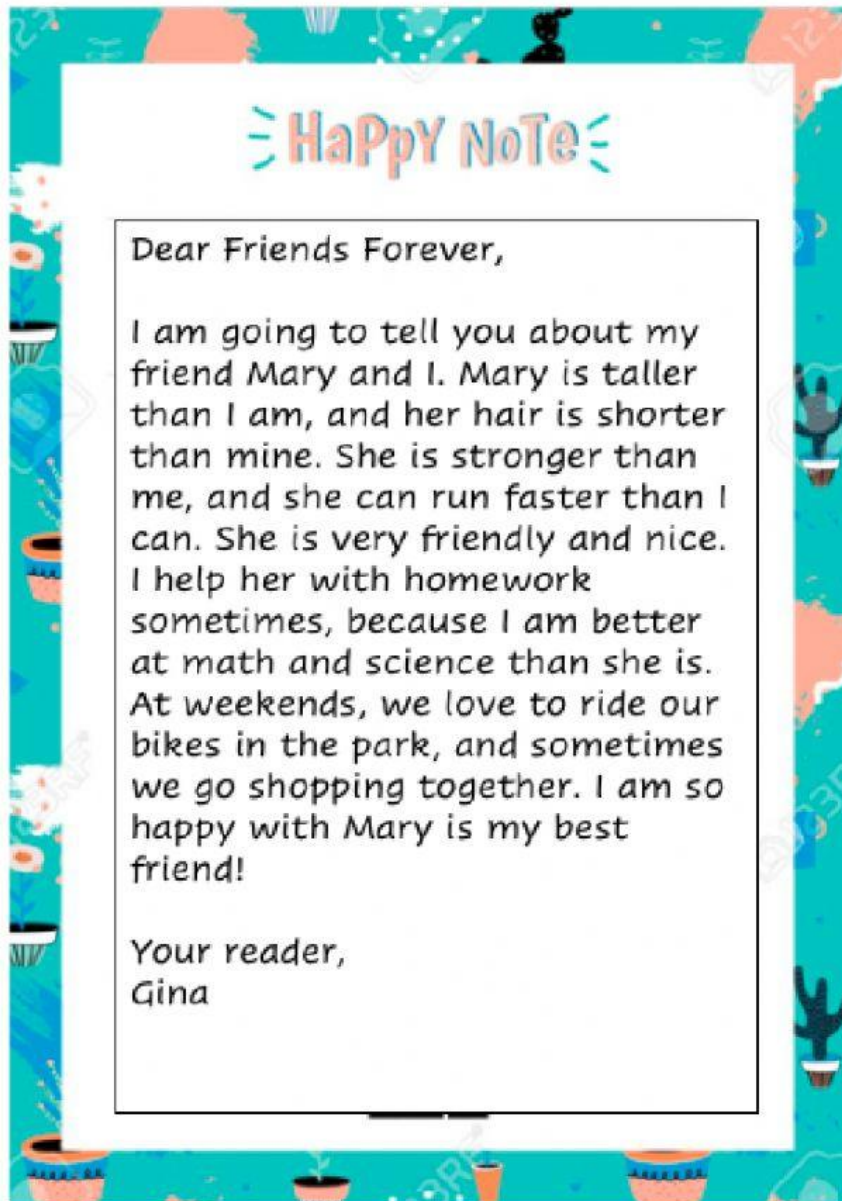 HaPpY NoTe
Dear Friends Forever,
I am going to tell you about my
friend Mary and I. Mary is taller
than I am, and her hair is shorter
than mine. She is stronger than
me, and she can run faster than I
can. She is very friendly and nice.
I help her with homework
sometimes, because I am better
at math and science than she is.
At weekends, we love to ride our
bikes in the park, and sometimes
we go shopping together. I am so
happy with Mary is my best
friend!
Your reader,
Gina